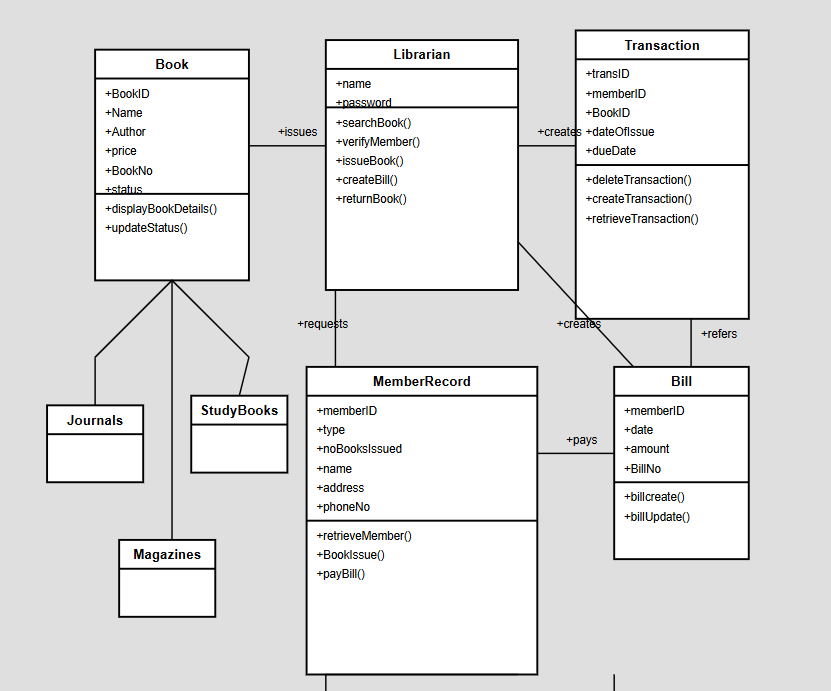 Book
+BookID
+Name
+Author
+price
+BookNo
+status
+displayBookDetails()
+updateStatus()
+issues
Librarian
+name
+password
+searchBook()
+verifyMember()
+issueBook()
+createBill()
+returnBook()
+creates
Transaction
+transID
+memberID
+BookID
+dateOfIssue
+dueDate
+deleteTransaction()
+createTransaction()
+retrieveTransaction()
+requests
+creates
+refers
Journals
StudyBooks
Magazines
MemberRecord
+memberID
+type
+noBooksIssued
+name
+address
+phoneNo
+retrieveMember()
+BookIssue()
+payBill()
+pays
Bill
+memberID
+date
+amount
+BillNo
+billcreate()
+billUpdate()